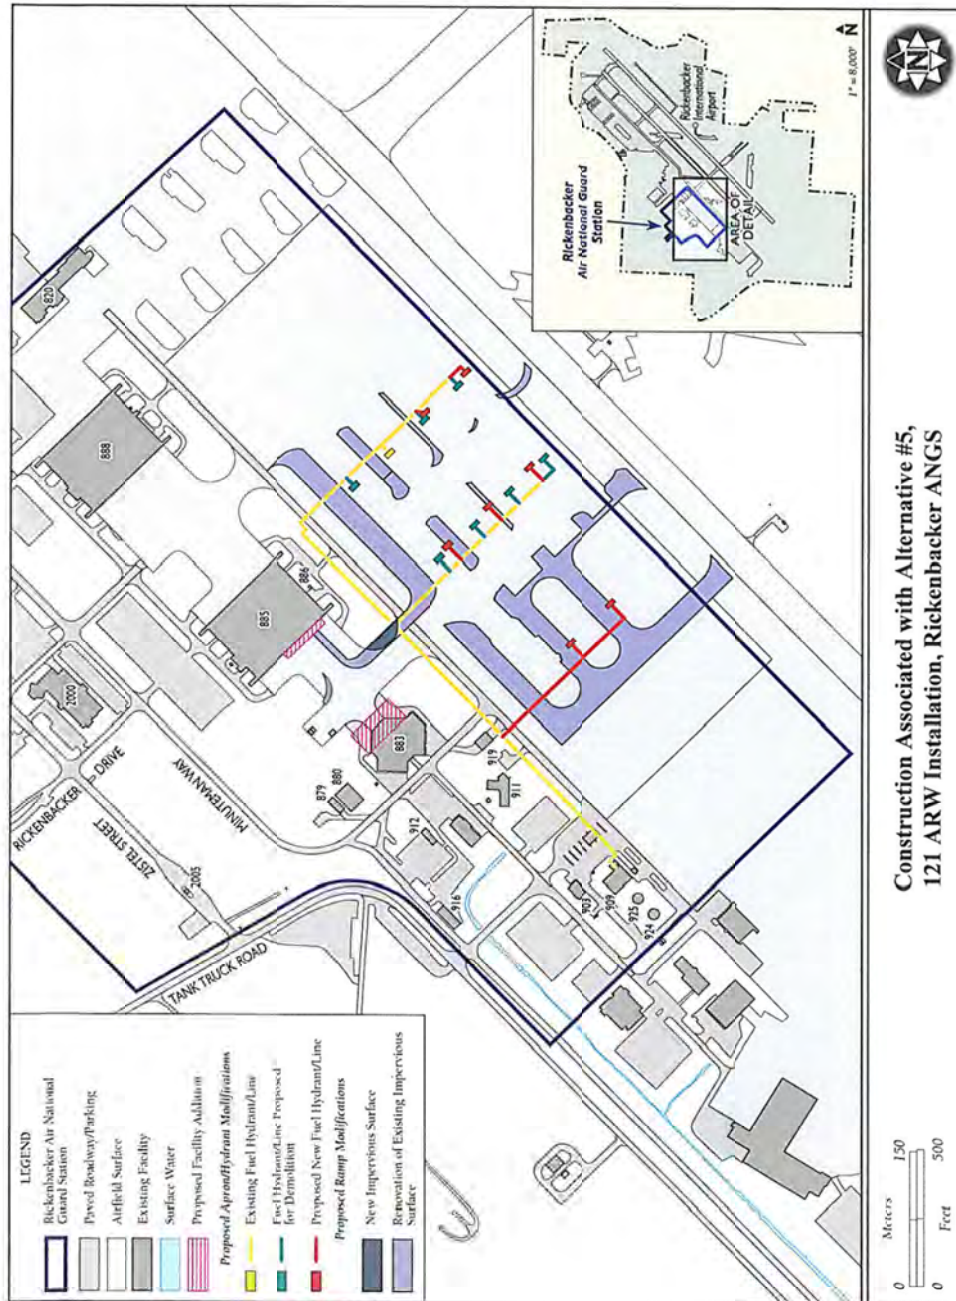 LEGEND
Rickenbacker Air National
Guard Station
Paved Roadway/Parking
Airfield Surface
Existing Facility
Surface Water
Proposed Facility Addition
Proposed Apron/Hydrant Modifications
Existing Fuel Hydrant/Line
Fuel Hydrant/Line Proposed
for Demolition
Proposed New Fuel Hydrant/Line
Proposed Ramp Modifications
New Impervious Surface
Renovation of Existing Impervious
Surface
RICKENBACKER DRIVE
ZISTEL STREET
MINUTEMAN WAY
TANK TRUCK ROAD
820
888
885
886
2000
2005
883
879
880
912
916
919
911
903
909
925
924
Rickenbacker
Air National Guard
Station
Rickenbacker
International
Airport
AREA OF
DETAIL
N
1" = 8,000'
N
Meters
0 150
0 500
Feet
Construction Associated with Alternative #5,
121 ARW Installation, Rickenbacker ANGS